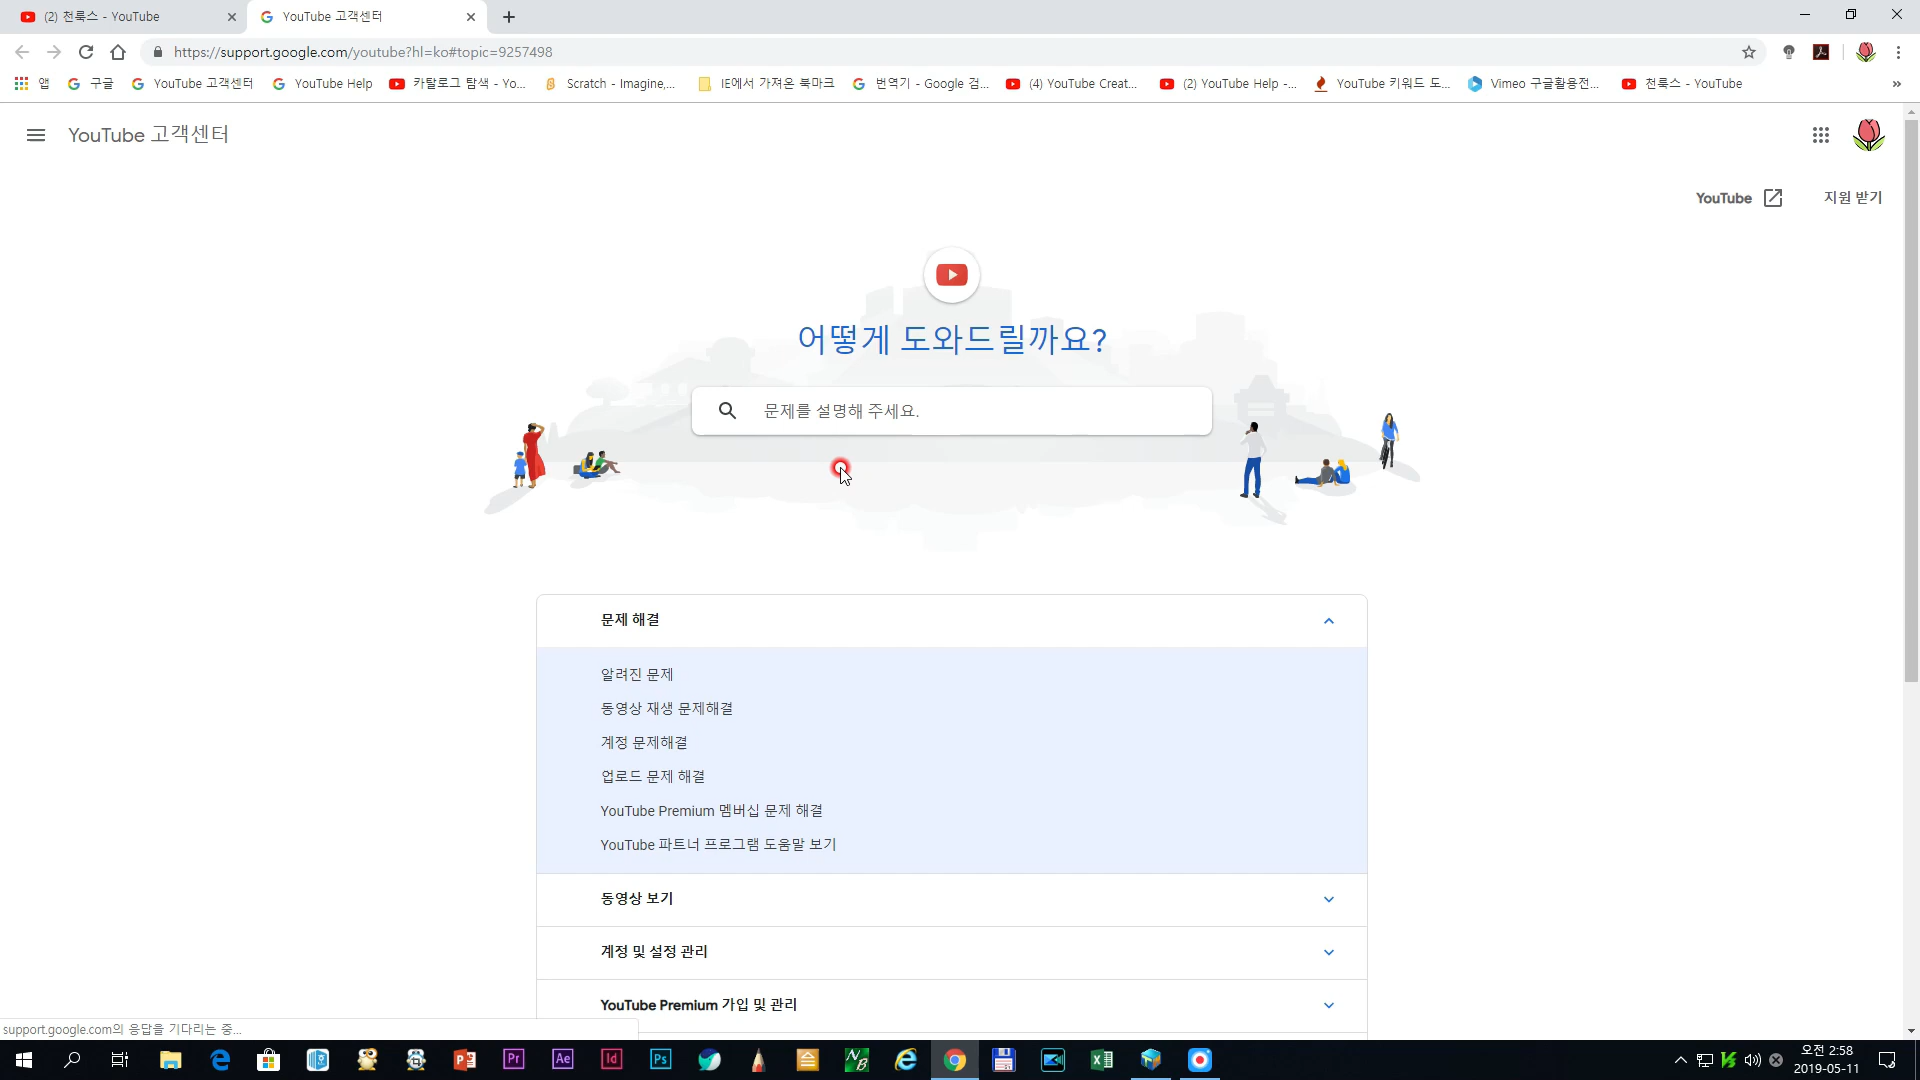 (2) 천룩스 - YouTube
YouTube 고객센터
https://support.google.com/youtube?hl=ko#topic=9257498
앱
구글
YouTube 고객센터
YouTube Help
카탈로그 탐색 - Yo...
Scratch - Imagine,...
IE에서 가져온 북마크
번역기 - Google 검...
(4) YouTube Creat...
(2) YouTube Help -...
YouTube 키워드 도...
Vimeo 구글활용전...
천룩스 - YouTube
»
YouTube 고객센터
YouTube
지원 받기
어떻게 도와드릴까요?
문제를 설명해 주세요.
문제 해결
알려진 문제
동영상 재생 문제해결
계정 문제해결
업로드 문제 해결
YouTube Premium 멤버십 문제 해결
YouTube 파트너 프로그램 도움말 보기
동영상 보기
계정 및 설정 관리
YouTube Premium 가입 및 관리
support.google.com의 응답을 기다리는 중...
Pr
Ae
Id
Ps
NB
오전 2:58
2019-05-11